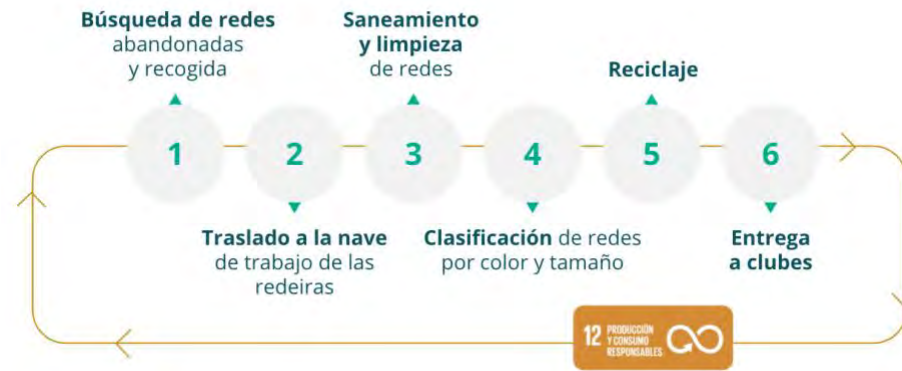 Búsqueda de redes
abandonadas
y recogida
Saneamiento
y limpieza
de redes
Reciclaje
1
2
3
4
5
6
Traslado a la nave
de trabajo de las
redeiras
Clasificación de redes
por color y tamaño
Entrega
a clubes
12 PRODUCCIÓN
Y CONSUMO
RESPONSABLES